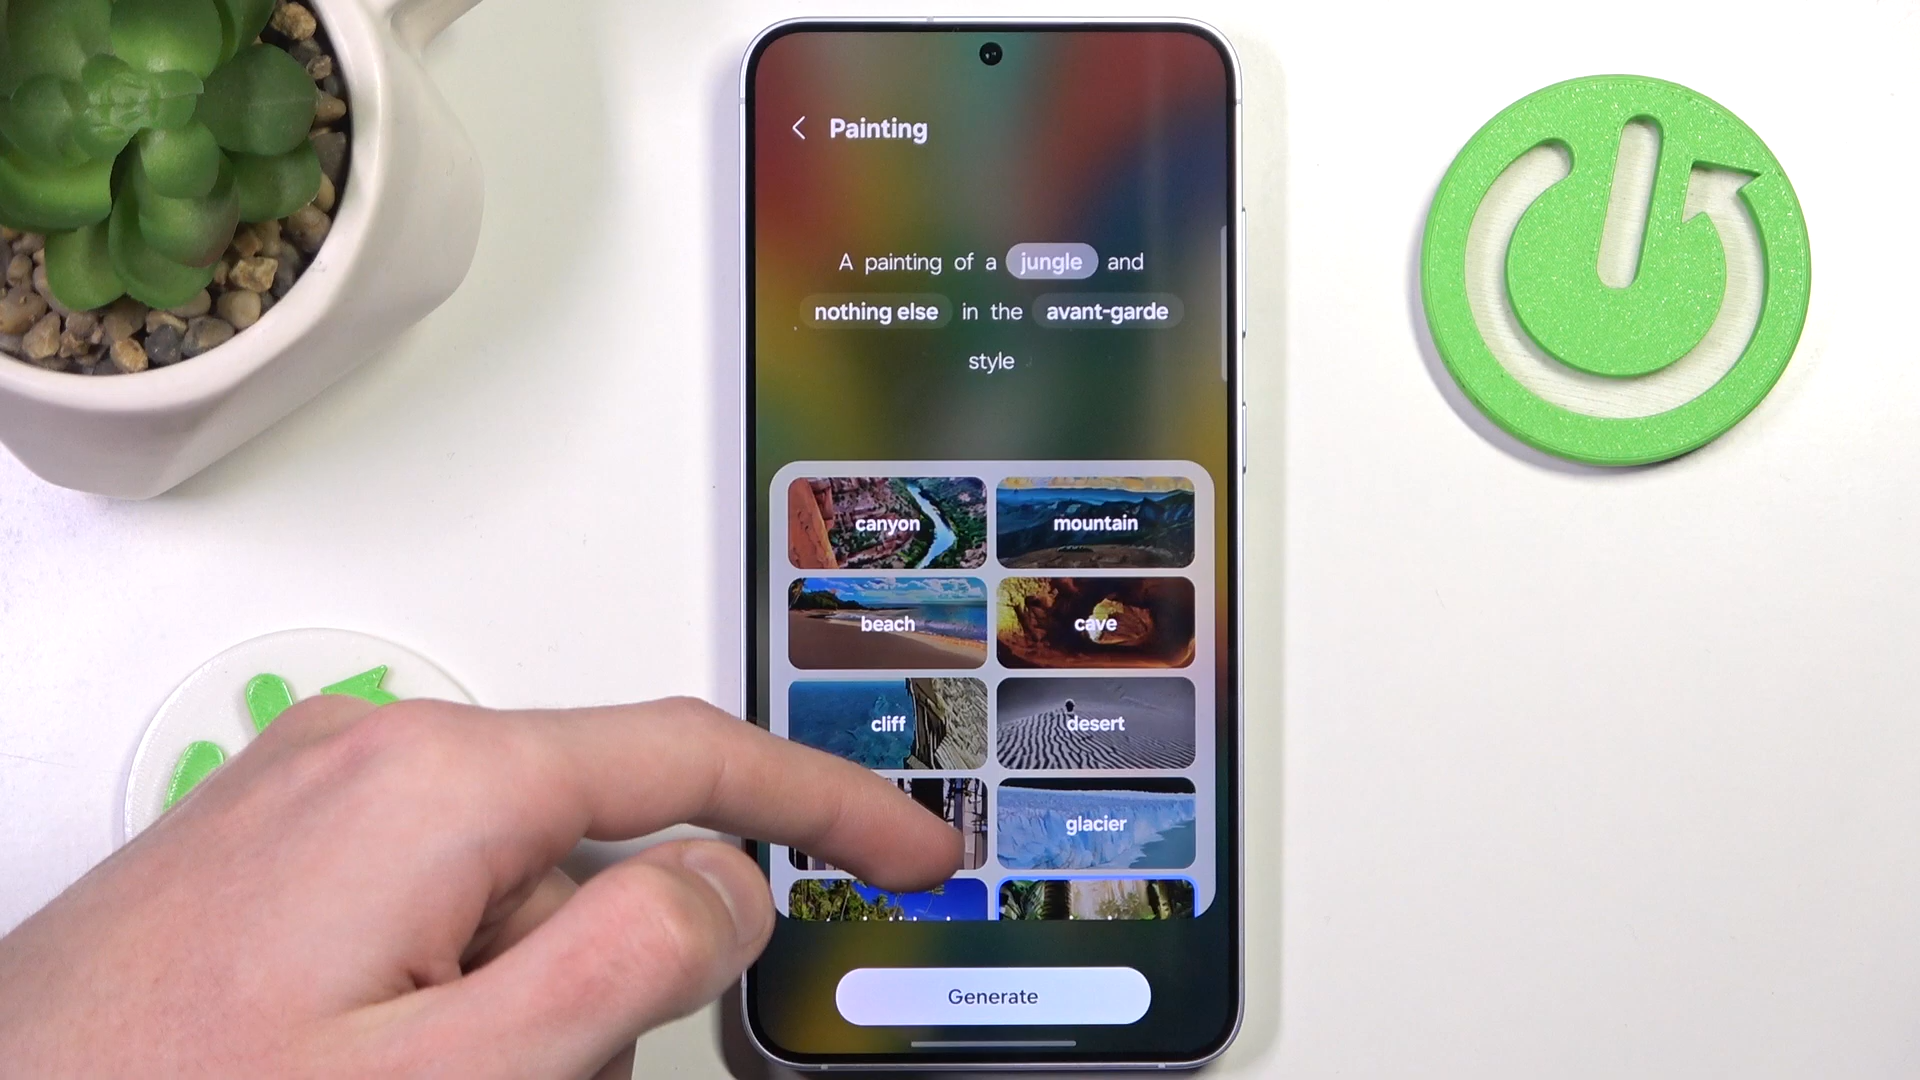 Painting
A painting of a jungle and
nothing else in the avant-garde
style
canyon
mountain
beach
cave
cliff
desert
glacier
Generate